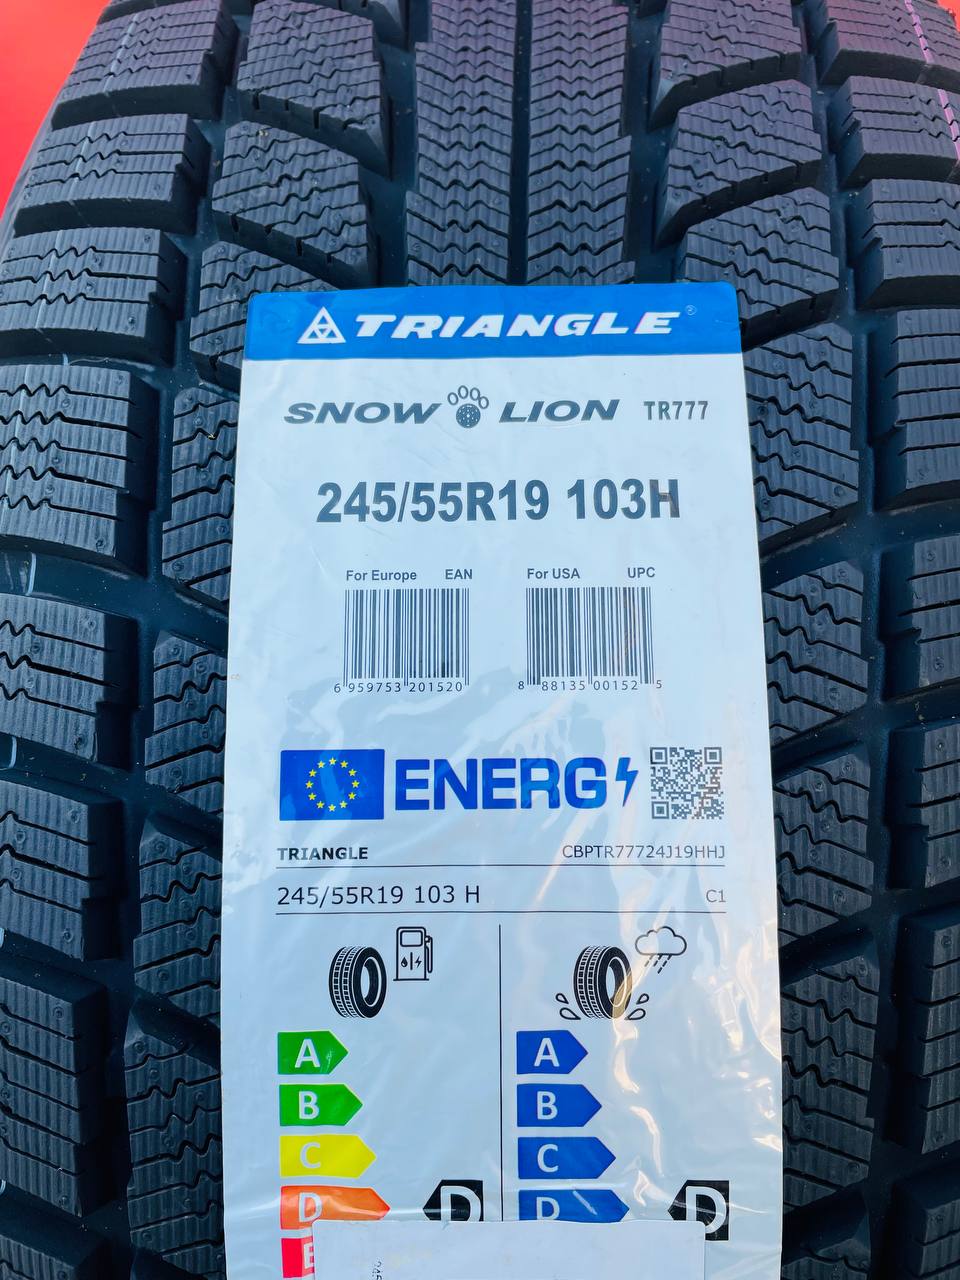 TRIANGLE®
SNOW LION TR777
245/55R19 103H
For Europe EAN For USA UPC
6 959753 201520 8 88135 00152 5
ENERG
TRIANGLE CBPTR77724J19HHJ
245/55R19 103 H C1
A A
B B
C C
D D D D
E